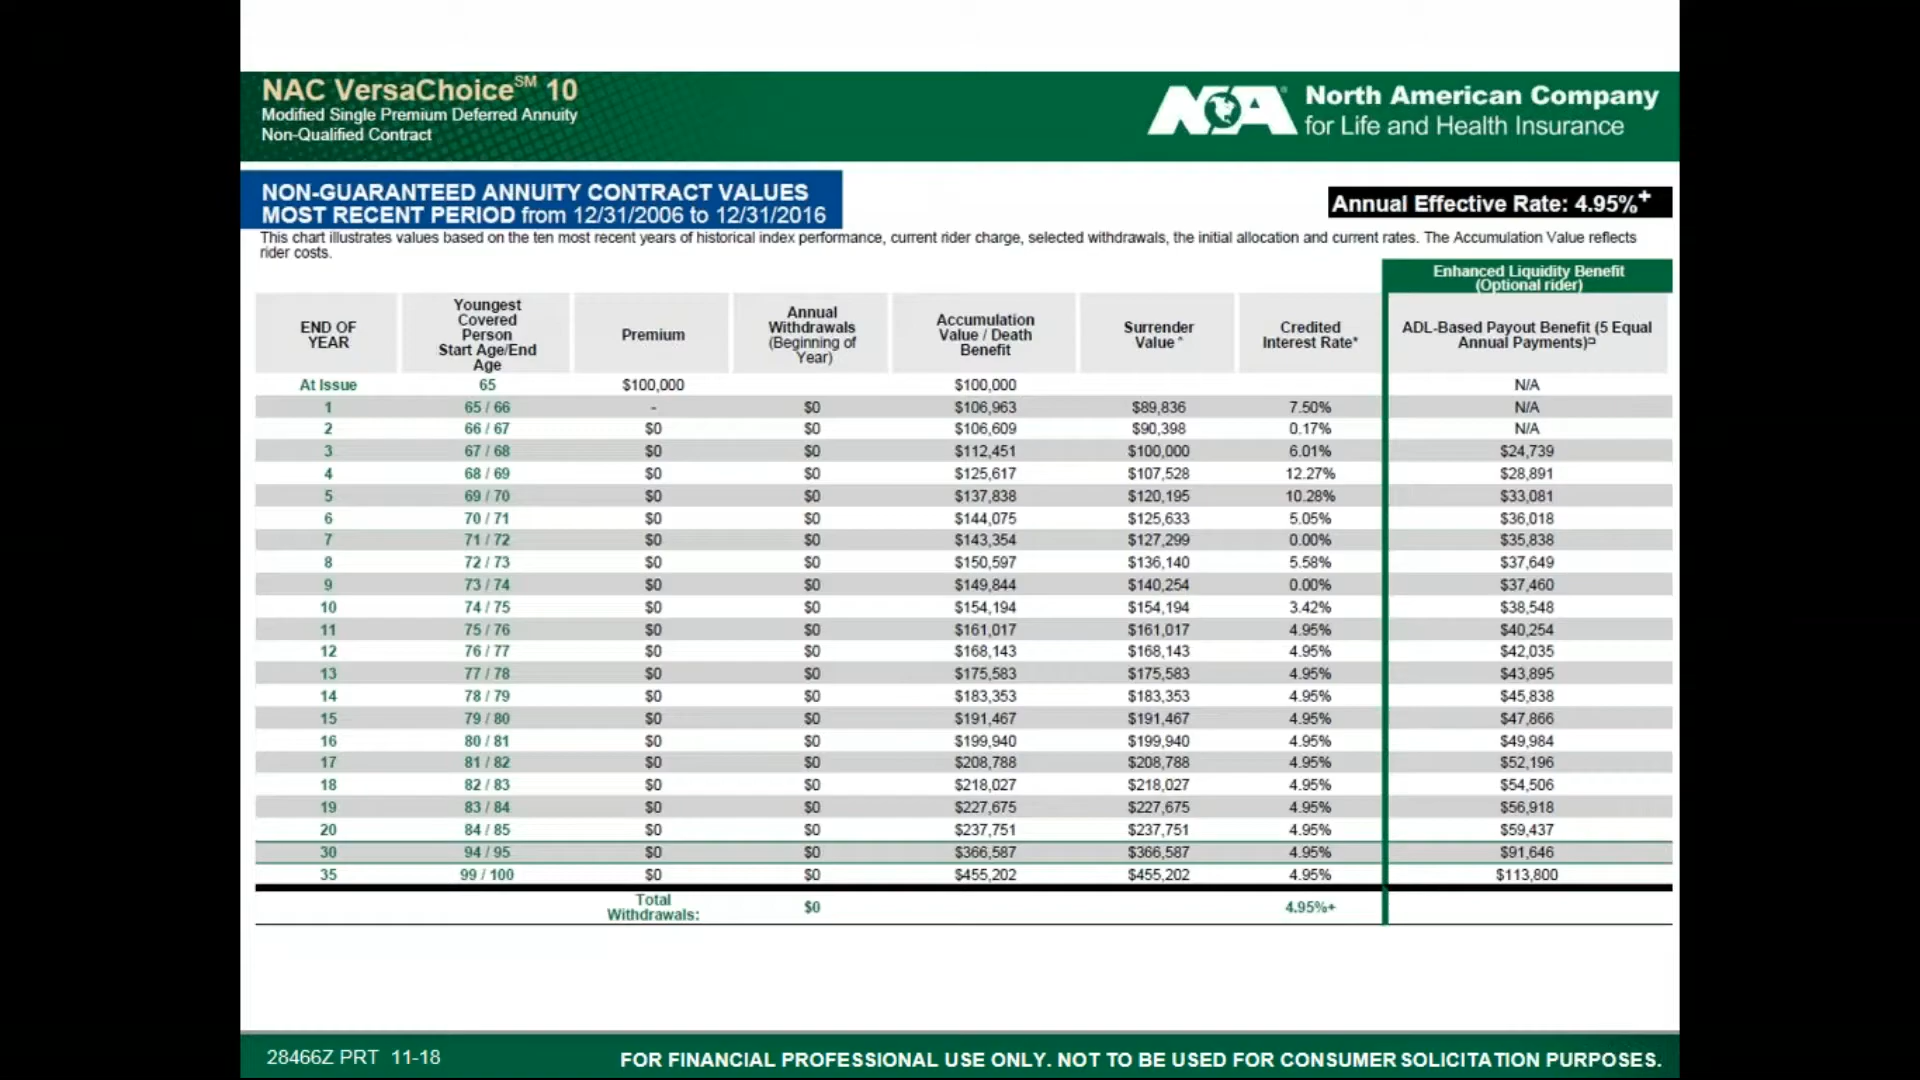 NAC VersaChoiceSM 10
Modified Single Premium Deferred Annuity
Non-Qualified Contract
NA
North American Company
for Life and Health Insurance
NON-GUARANTEED ANNUITY CONTRACT VALUES
MOST RECENT PERIOD from 12/31/2006 to 12/31/2016
Annual Effective Rate: 4.95%+
This chart illustrates values based on the ten most recent years of historical index performance, current rider charge, selected withdrawals, the initial allocation and current rates. The Accumulation Value reflects
rider costs.
Enhanced Liquidity Benefit
(Optional rider)
END OF
YEAR
Youngest
Covered
Person
Start Age/End
Age
Premium
Annual
Withdrawals
(Beginning of
Year)
Accumulation
Value / Death
Benefit
Surrender
Value ^
Credited
Interest Rate*
ADL-Based Payout Benefit (5 Equal
Annual Payments)
At Issue 65 $100,000 $100,000 N/A
1 65 / 66 - $0 $106,963 $89,836 7.50% N/A
2 66 / 67 $0 $0 $106,609 $90,398 0.17% N/A
3 67 / 68 $0 $0 $112,451 $100,000 6.01% $24,739
4 68 / 69 $0 $0 $125,617 $107,528 12.27% $28,891
5 69 / 70 $0 $0 $137,838 $120,195 10.28% $33,081
6 70 / 71 $0 $0 $144,075 $125,633 5.05% $36,018
7 71 / 72 $0 $0 $143,354 $127,299 0.00% $35,838
8 72 / 73 $0 $0 $150,597 $136,140 5.58% $37,649
9 73 / 74 $0 $0 $149,844 $140,254 0.00% $37,460
10 74 / 75 $0 $0 $154,194 $154,194 3.42% $38,548
11 75 / 76 $0 $0 $161,017 $161,017 4.95% $40,254
12 76 / 77 $0 $0 $168,143 $168,143 4.95% $42,035
13 77 / 78 $0 $0 $175,583 $175,583 4.95% $43,895
14 78 / 79 $0 $0 $183,353 $183,353 4.95% $45,838
15 79 / 80 $0 $0 $191,467 $191,467 4.95% $47,866
16 80 / 81 $0 $0 $199,940 $199,940 4.95% $49,984
17 81 / 82 $0 $0 $208,788 $208,788 4.95% $52,196
18 82 / 83 $0 $0 $218,027 $218,027 4.95% $54,506
19 83 / 84 $0 $0 $227,675 $227,675 4.95% $56,918
20 84 / 85 $0 $0 $237,751 $237,751 4.95% $59,437
30 94 / 95 $0 $0 $366,587 $366,587 4.95% $91,646
35 99 / 100 $0 $0 $455,202 $455,202 4.95% $113,800
Total
Withdrawals: $0 4.95%+
28466Z PRT 11-18
FOR FINANCIAL PROFESSIONAL USE ONLY. NOT TO BE USED FOR CONSUMER SOLICITATION PURPOSES.